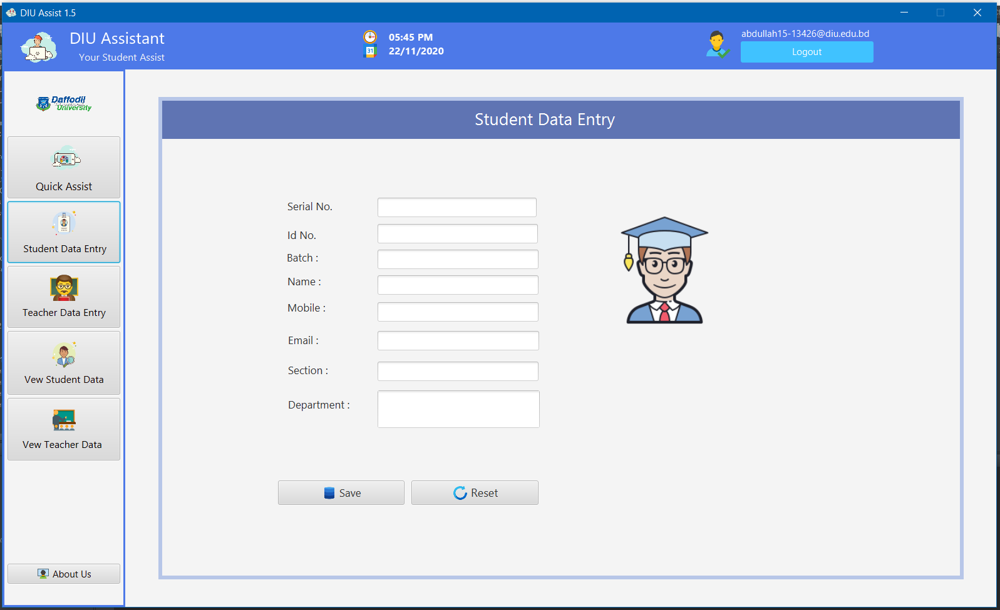 DIU Assist 1.5
DIU Assistant
Your Student Assist
05:45 PM
31
22/11/2020
abdullah15-13426@diu.edu.bd
Logout
Daffodil
University
Quick Assist
Student Data Entry
Teacher Data Entry
Vew Student Data
Vew Teacher Data
About Us
Student Data Entry
Serial No.
Id No.
Batch :
Name :
Mobile :
Email :
Section :
Department :
Save
Reset